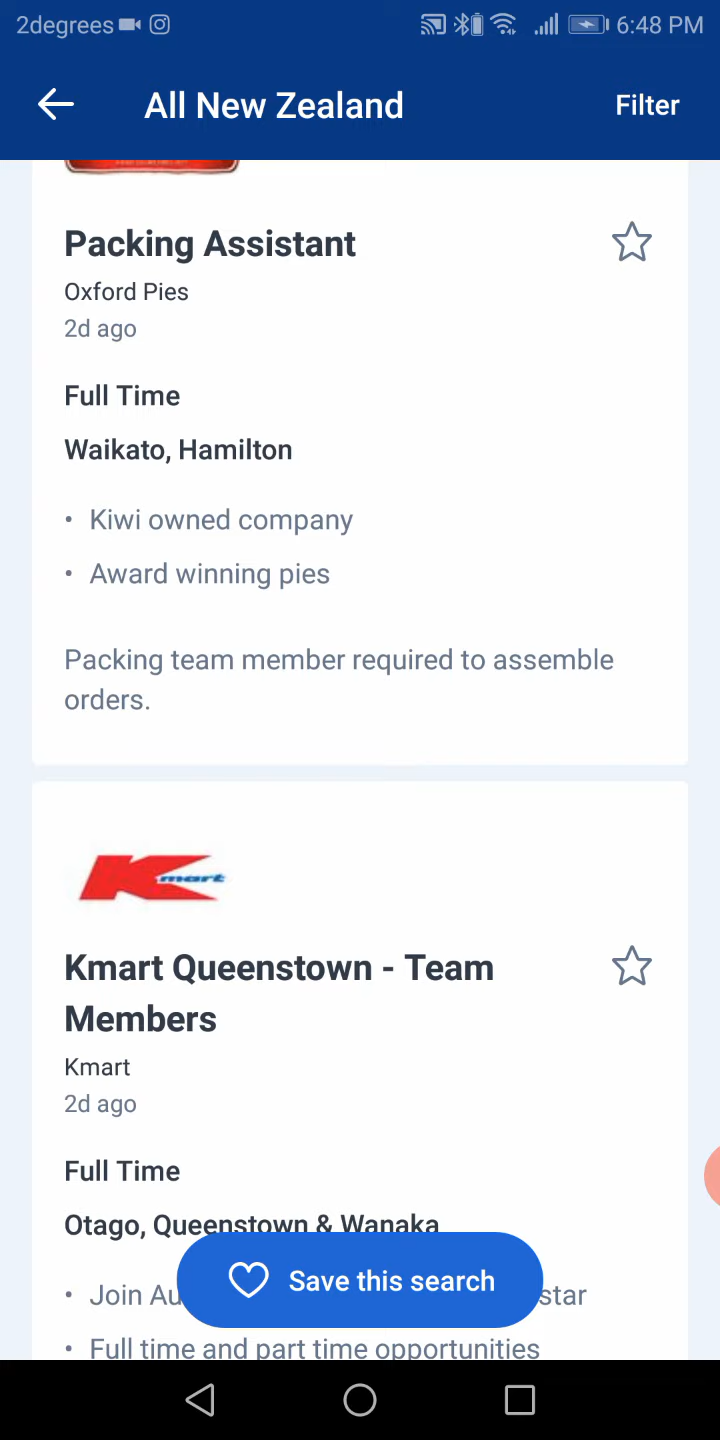 2degrees
6:48 PM
All New Zealand
Filter
Packing Assistant
Oxford Pies
2d ago
Full Time
Waikato, Hamilton
• Kiwi owned company
• Award winning pies
Packing team member required to assemble
orders.
Kmart
Kmart Queenstown - Team
Members
Kmart
2d ago
Full Time
Otago, Queenstown & Wanaka
• Join
star
Save this search
• Full time and part time opportunities